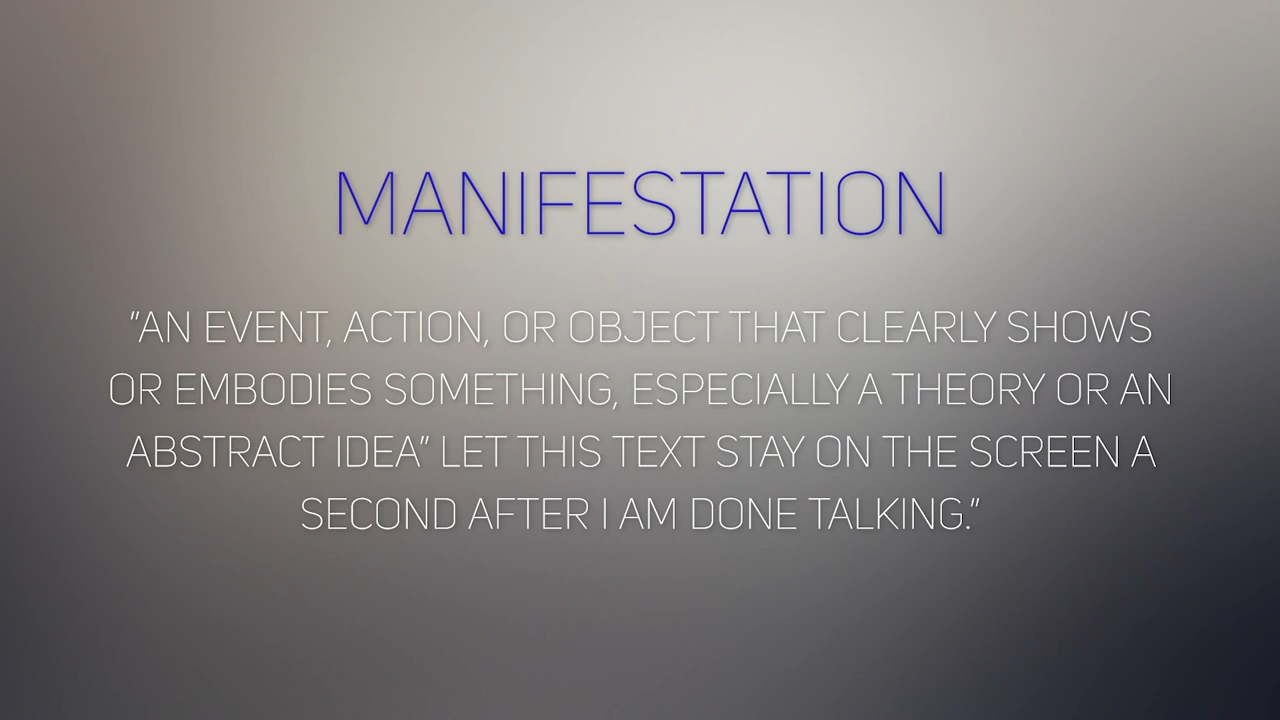 MANIFESTATION
"AN EVENT, ACTION, OR OBJECT THAT CLEARLY SHOWS
OR EMBODIES SOMETHING, ESPECIALLY A THEORY OR AN
ABSTRACT IDEA" LET THIS TEXT STAY ON THE SCREEN A
SECOND AFTER I AM DONE TALKING."